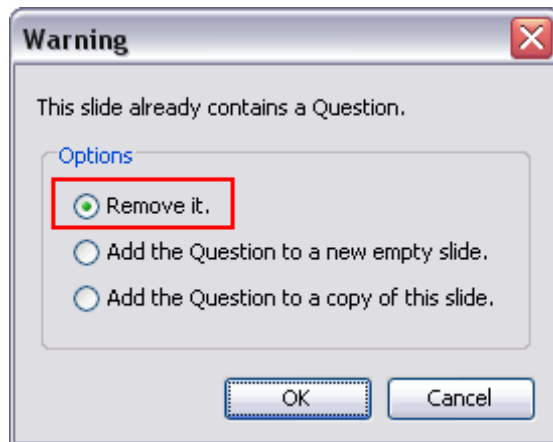 Warning
This slide already contains a Question.
Options
Remove it.
Add the Question to a new empty slide.
Add the Question to a copy of this slide.
OK
Cancel